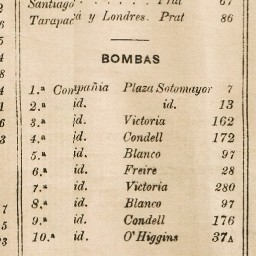 Santiago . . . . . . Prat 67
Tarapacá y Londres. Prat 86
BOMBAS
1.ª Compañia Plaza Sotomayor 7
2.ª id. id. 13
3.ª id. Victoria 162
4.ª id. Condell 172
5.ª id. Blanco 97
6.ª id. Freire 28
7.ª id. Victoria 280
8.ª id. Blanco 97
9.ª id. Condell 176
10.ª id. O'Higgins 37A